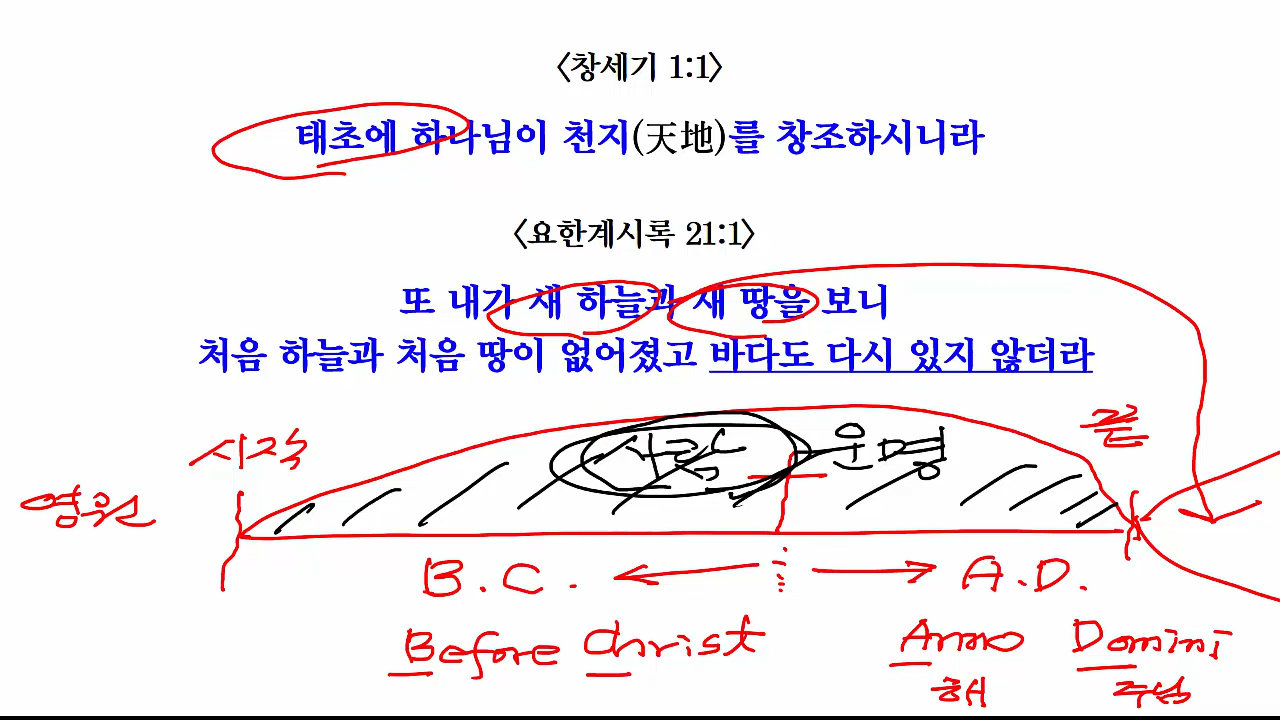 〈창세기 1:1〉
태초에 하나님이 천지(天地)를 창조하시니라
〈요한계시록 21:1〉
또 내가 새 하늘과 새 땅을 보니
처음 하늘과 처음 땅이 없어졌고 바다도 다시 있지 않더라
시작 사람 운명 끝
영원
B.C. A.D.
Before Christ Anno Domini
해 주님